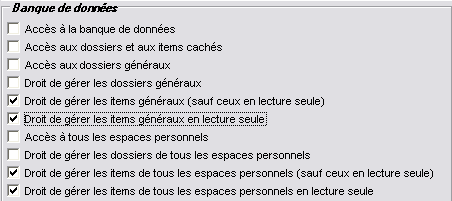 Banque de données
Accès à la banque de données
Accès aux dossiers et aux items cachés
Accès aux dossiers généraux
Droit de gérer les dossiers généraux
Droit de gérer les items généraux (sauf ceux en lecture seule)
Droit de gérer les items généraux en lecture seule
Accès à tous les espaces personnels
Droit de gérer les dossiers de tous les espaces personnels
Droit de gérer les items de tous les espaces personnels (sauf ceux en lecture seule)
Droit de gérer les items de tous les espaces personnels en lecture seule